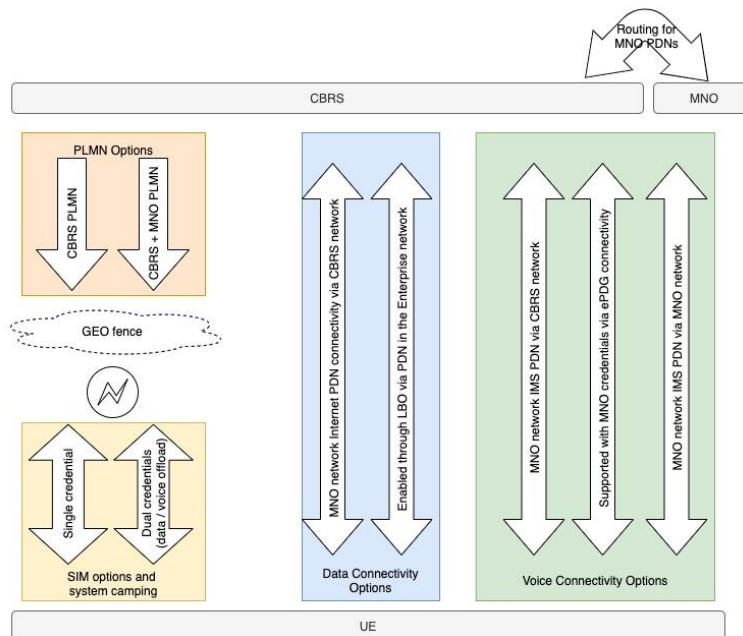 Routing for
MNO PDNs
CBRS
MNO
PLMN Options
CBRS PLMN
CBRS + MNO PLMN
GEO fence
Single credential
Dual credentials
(data / voice offload)
SIM options and
system camping
MNO network Internet PDN connectivity via CBRS network
Enabled through LBO via PDN in the Enterprise network
Data Connectivity
Options
MNO network IMS PDN via CBRS network
Supported with MNO credentials via ePDG connectivity
MNO network IMS PDN via MNO network
Voice Connectivity Options
UE